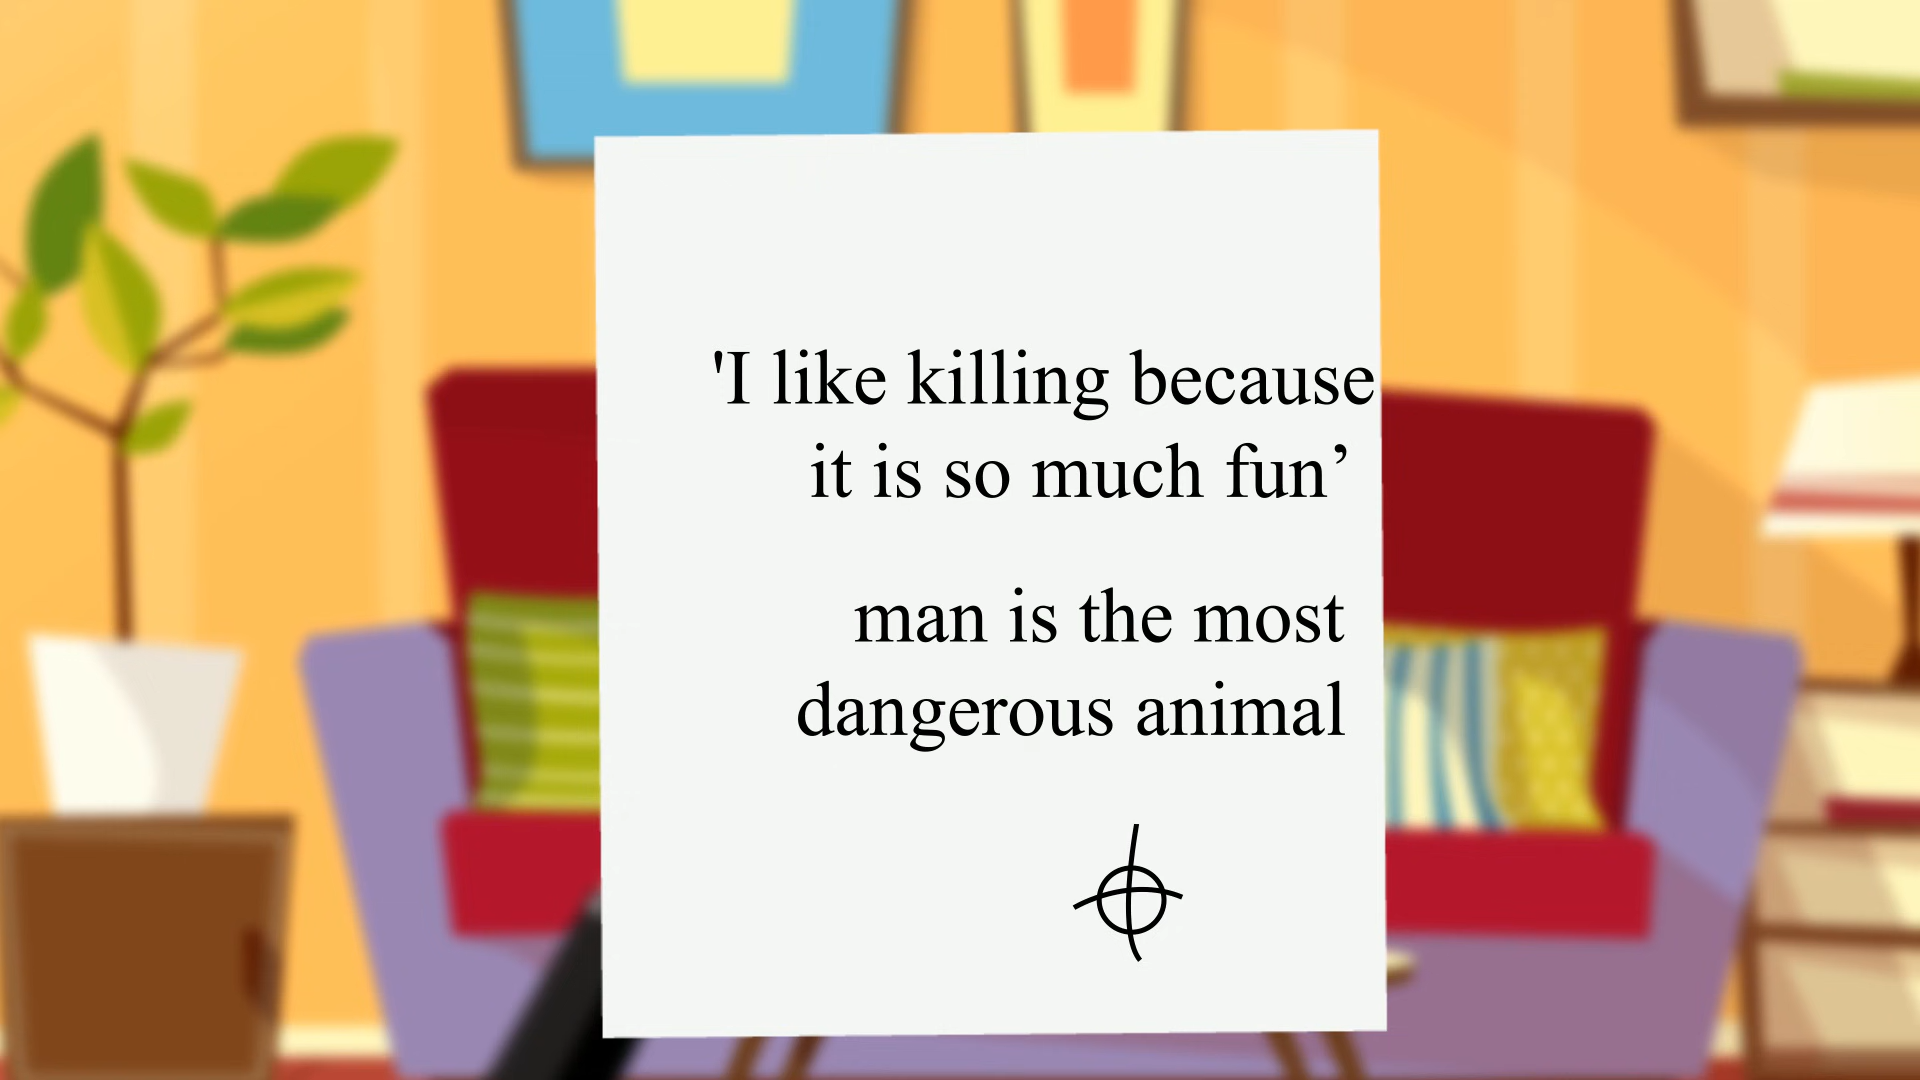 'I like killing because
it is so much fun’
man is the most
dangerous animal